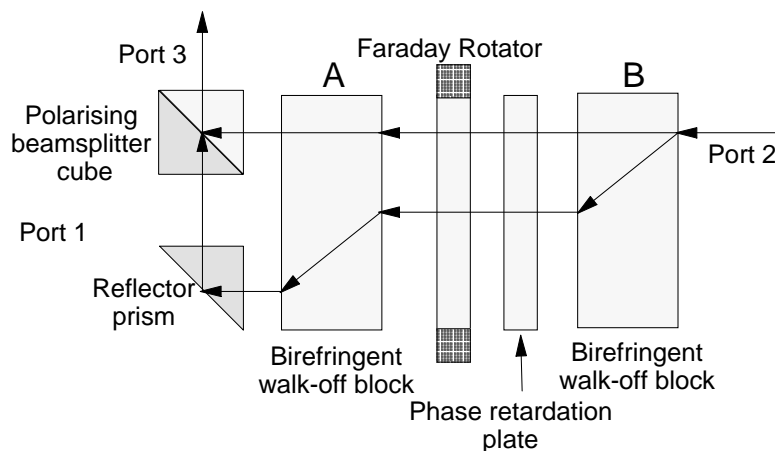 Port 3
Faraday Rotator
A
B
Polarising
beamsplitter
cube
Port 2
Port 1
Reflector
prism
Birefringent
walk-off block
Birefringent
walk-off block
Phase retardation
plate